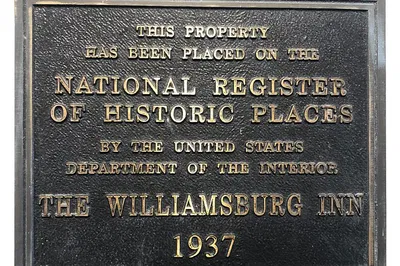 THIS PROPERTY
HAS BEEN PLACED ON THE
NATIONAL REGISTER
OF HISTORIC PLACES
BY THE UNITED STATES
DEPARTMENT OF THE INTERIOR
THE WILLIAMSBURG INN
1937